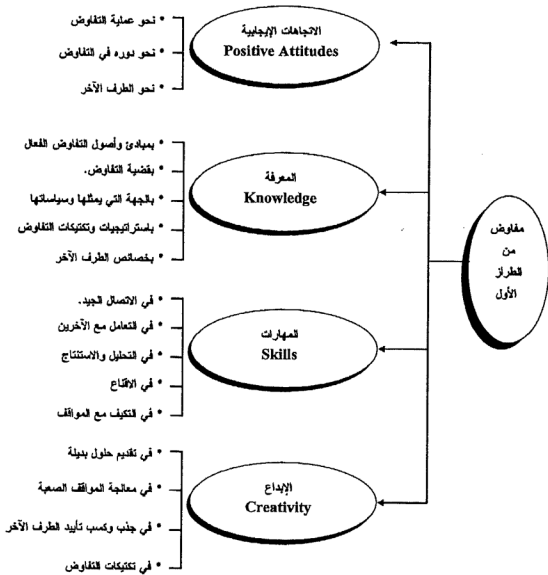 مفاوض
من
الطراز
الأول
الاتجاهات الإيجابية
Positive Attitudes
• نحو عملية التفاوض
• نحو دوره في التفاوض
• نحو الطرف الآخر
المعرفة
Knowledge
• بمبادئ وأصول التفاوض الفعال
• بقضية التفاوض.
• بالجهة التي يمثلها وسياساتها
• باستراتيجيات وتكتيكات التفاوض
• بخصائص الطرف الآخر
المهارات
Skills
• في الاتصال الجيد.
• في التعامل مع الآخرين
• في التحليل والاستنتاج
• في الاقناع
• في التكيف مع المواقف
الإبداع
Creativity
• في تقديم حلول بديلة
• في معالجة المواقف الصعبة
• في جذب وكسب تأييد الطرف الآخر
• في تكتيكات التفاوض